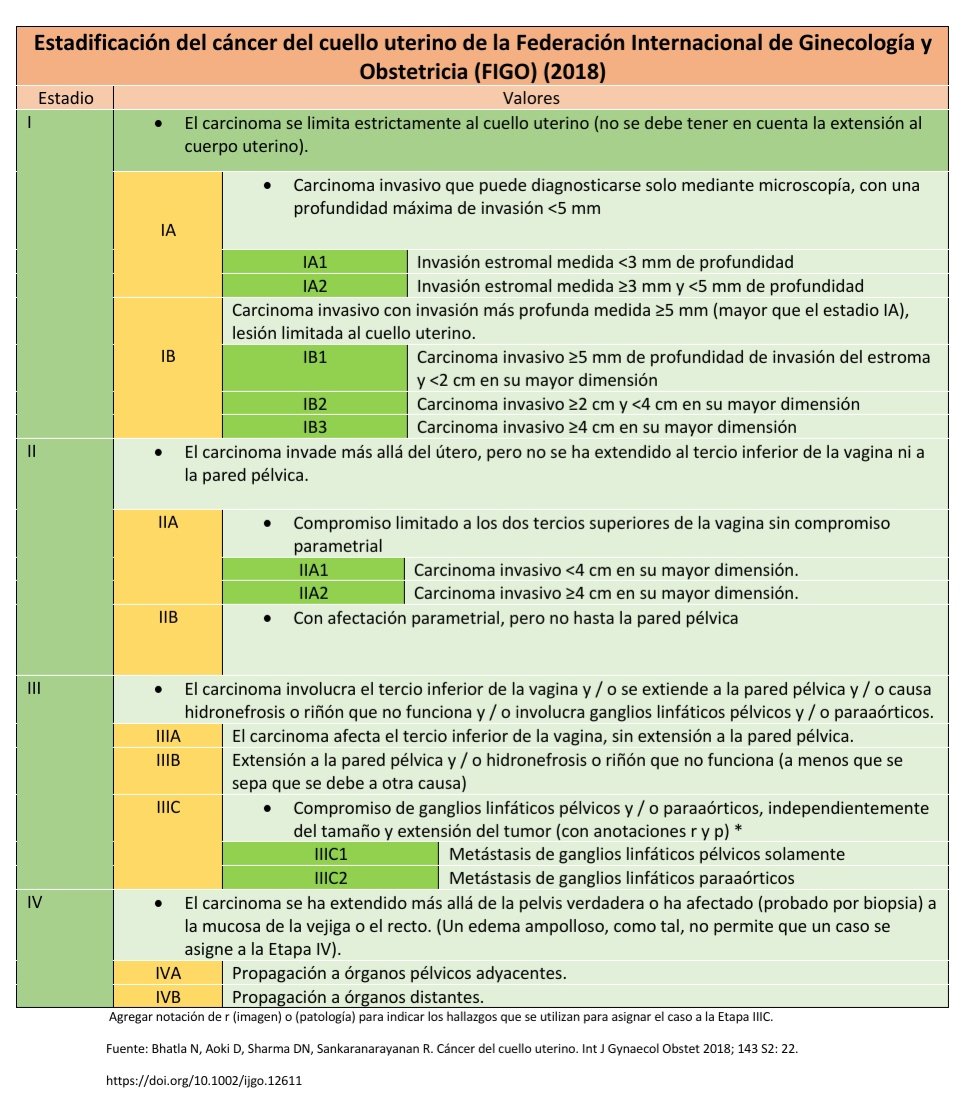 Estadificación del cáncer del cuello uterino de la Federación Internacional de Ginecología y
Obstetricia (FIGO) (2018)
Estadio Valores
I
• El carcinoma se limita estrictamente al cuello uterino (no se debe tener en cuenta la extensión al
cuerpo uterino).
IA
• Carcinoma invasivo que puede diagnosticarse solo mediante microscopía, con una
profundidad máxima de invasión <5 mm
IA1 Invasión estromal medida <3 mm de profundidad
IA2 Invasión estromal medida ≥3 mm y <5 mm de profundidad
IB
Carcinoma invasivo con invasión más profunda medida ≥5 mm (mayor que el estadio IA),
lesión limitada al cuello uterino.
IB1 Carcinoma invasivo ≥5 mm de profundidad de invasión del estroma
y <2 cm en su mayor dimensión
IB2 Carcinoma invasivo ≥2 cm y <4 cm en su mayor dimensión
IB3 Carcinoma invasivo ≥4 cm en su mayor dimensión
II
• El carcinoma invade más allá del útero, pero no se ha extendido al tercio inferior de la vagina ni a
la pared pélvica.
IIA
• Compromiso limitado a los dos tercios superiores de la vagina sin compromiso
parametrial
IIA1 Carcinoma invasivo <4 cm en su mayor dimensión.
IIA2 Carcinoma invasivo ≥4 cm en su mayor dimensión.
IIB • Con afectación parametrial, pero no hasta la pared pélvica
III
• El carcinoma involucra el tercio inferior de la vagina y / o se extiende a la pared pélvica y / o causa
hidronefrosis o riñón que no funciona y / o involucra ganglios linfáticos pélvicos y / o paraaórticos.
IIIA El carcinoma afecta el tercio inferior de la vagina, sin extensión a la pared pélvica.
IIIB Extensión a la pared pélvica y / o hidronefrosis o riñón que no funciona (a menos que se
sepa que se debe a otra causa)
IIIC • Compromiso de ganglios linfáticos pélvicos y / o paraaórticos, independientemente
del tamaño y extensión del tumor (con anotaciones r y p) *
IIIC1 Metástasis de ganglios linfáticos pélvicos solamente
IIIC2 Metástasis de ganglios linfáticos paraaórticos
IV
• El carcinoma se ha extendido más allá de la pelvis verdadera o ha afectado (probado por biopsia) a
la mucosa de la vejiga o el recto. (Un edema ampolloso, como tal, no permite que un caso se
asigne a la Etapa IV).
IVA Propagación a órganos pélvicos adyacentes.
IVB Propagación a órganos distantes.
Agregar notación de r (imagen) o (patología) para indicar los hallazgos que se utilizan para asignar el caso a la Etapa IIIC.
Fuente: Bhatla N, Aoki D, Sharma DN, Sankaranarayanan R. Cáncer del cuello uterino. Int J Gynaecol Obstet 2018; 143 S2: 22.
https://doi.org/10.1002/ijgo.12611